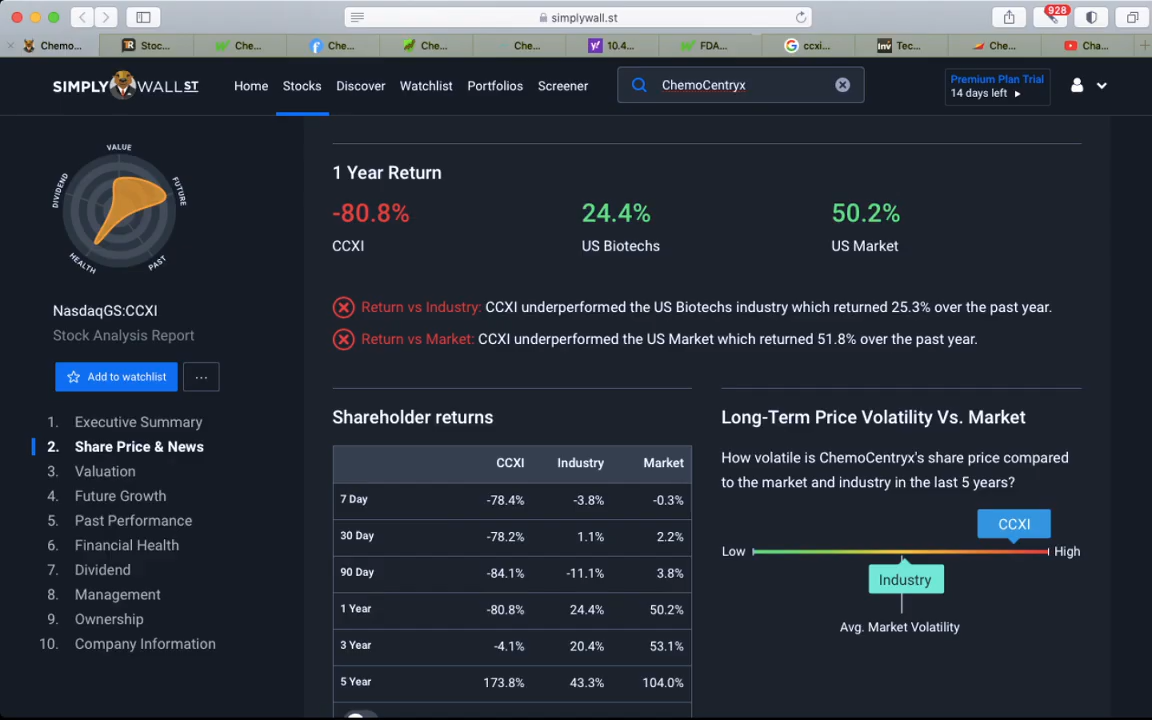 928
simplywall.st
Chemo...
Stoc...
Che...
Che...
Che...
Che...
10.4...
FDA...
ccxi...
Tec...
Che...
Cha...
SIMPLY WALL ST
Home
Stocks
Discover
Watchlist
Portfolios
Screener
ChemoCentryx
Premium Plan Trial
14 days left
VALUE
FUTURE
PAST
HEALTH
DIVIDEND
NasdaqGS:CCXI
Stock Analysis Report
Add to watchlist
...
1. Executive Summary
2. Share Price & News
3. Valuation
4. Future Growth
5. Past Performance
6. Financial Health
7. Dividend
8. Management
9. Ownership
10. Company Information
1 Year Return
-80.8% 24.4% 50.2%
CCXI US Biotechs US Market
Return vs Industry: CCXI underperformed the US Biotechs industry which returned 25.3% over the past year.
Return vs Market: CCXI underperformed the US Market which returned 51.8% over the past year.
Shareholder returns
CCXI Industry Market
7 Day -78.4% -3.8% -0.3%
30 Day -78.2% 1.1% 2.2%
90 Day -84.1% -11.1% 3.8%
1 Year -80.8% 24.4% 50.2%
3 Year -4.1% 20.4% 53.1%
5 Year 173.8% 43.3% 104.0%
Long-Term Price Volatility Vs. Market
How volatile is ChemoCentryx's share price compared
to the market and industry in the last 5 years?
CCXI
Low High
Industry
Avg. Market Volatility